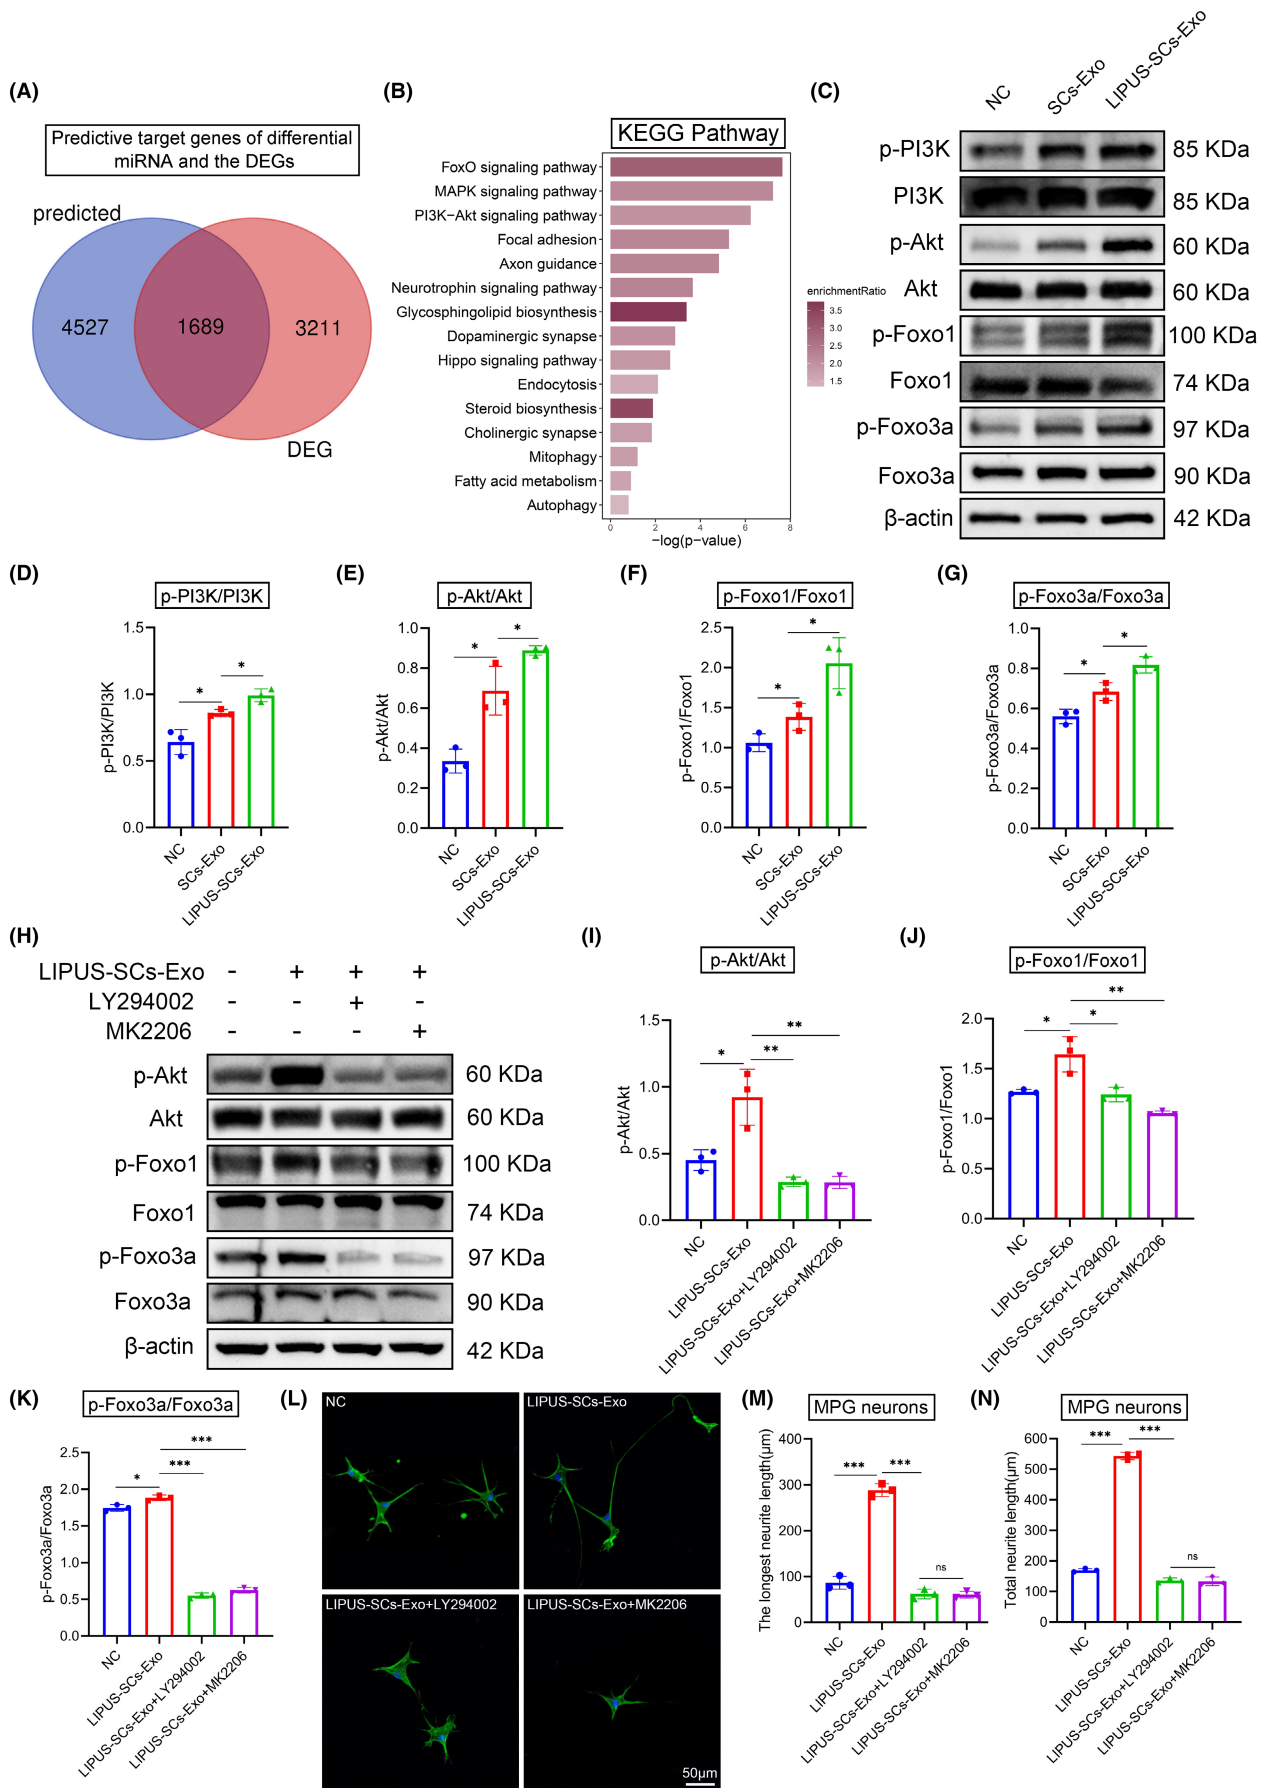 (A)
Predictive target genes of differential
miRNA and the DEGs
predicted
4527
1689
3211
DEG
(B)
KEGG Pathway
FoxO signaling pathway
MAPK signaling pathway
PI3K−Akt signaling pathway
Focal adhesion
Axon guidance
Neurotrophin signaling pathway
Glycosphingolipid biosynthesis
Dopaminergic synapse
Hippo signaling pathway
Endocytosis
Steroid biosynthesis
Cholinergic synapse
Mitophagy
Fatty acid metabolism
Autophagy
0 2 4 6 8
−log(p−value)
enrichmentRatio
3.5
3.0
2.5
2.0
1.5
(C)
NC
SCs-Exo
LIPUS-SCs-Exo
p-PI3K 85 KDa
PI3K 85 KDa
p-Akt 60 KDa
Akt 60 KDa
p-Foxo1 100 KDa
Foxo1 74 KDa
p-Foxo3a 97 KDa
Foxo3a 90 KDa
β-actin 42 KDa
(D)
p-PI3K/PI3K
p-PI3K/PI3K
1.5
1.0
0.5
0.0
* *
NC
SCs-Exo
LIPUS-SCs-Exo
(E)
p-Akt/Akt
p-Akt/Akt
1.0
0.8
0.6
0.4
0.2
0.0
* *
NC
SCs-Exo
LIPUS-SCs-Exo
(F)
p-Foxo1/Foxo1
p-Foxo1/Foxo1
2.5
2.0
1.5
1.0
0.5
0.0
* *
NC
SCs-Exo
LIPUS-SCs-Exo
(G)
p-Foxo3a/Foxo3a
p-Foxo3a/Foxo3a
1.0
0.8
0.6
0.4
0.2
0.0
* *
NC
SCs-Exo
LIPUS-SCs-Exo
(H)
LIPUS-SCs-Exo - + + +
LY294002 - - + -
MK2206 - - - +
p-Akt 60 KDa
Akt 60 KDa
p-Foxo1 100 KDa
Foxo1 74 KDa
p-Foxo3a 97 KDa
Foxo3a 90 KDa
β-actin 42 KDa
(I)
p-Akt/Akt
p-Akt/Akt
1.5
1.0
0.5
0.0
* ** **
NC
LIPUS-SCs-Exo
LIPUS-SCs-Exo+LY294002
LIPUS-SCs-Exo+MK2206
(J)
p-Foxo1/Foxo1
p-Foxo1/Foxo1
2.0
1.5
1.0
0.5
0.0
* * **
NC
LIPUS-SCs-Exo
LIPUS-SCs-Exo+LY294002
LIPUS-SCs-Exo+MK2206
(K)
p-Foxo3a/Foxo3a
p-Foxo3a/Foxo3a
2.5
2.0
1.5
1.0
0.5
0.0
* *** ***
NC
LIPUS-SCs-Exo
LIPUS-SCs-Exo+LY294002
LIPUS-SCs-Exo+MK2206
(L)
NC
LIPUS-SCs-Exo
LIPUS-SCs-Exo+LY294002
LIPUS-SCs-Exo+MK2206
50μm
(M)
MPG neurons
The longest neurite length(μm)
400
300
200
100
0
*** *** ns
NC
LIPUS-SCs-Exo
LIPUS-SCs-Exo+LY294002
LIPUS-SCs-Exo+MK2206
(N)
MPG neurons
Total neurite length(μm)
600
500
400
300
200
100
0
*** *** ns
NC
LIPUS-SCs-Exo
LIPUS-SCs-Exo+LY294002
LIPUS-SCs-Exo+MK2206